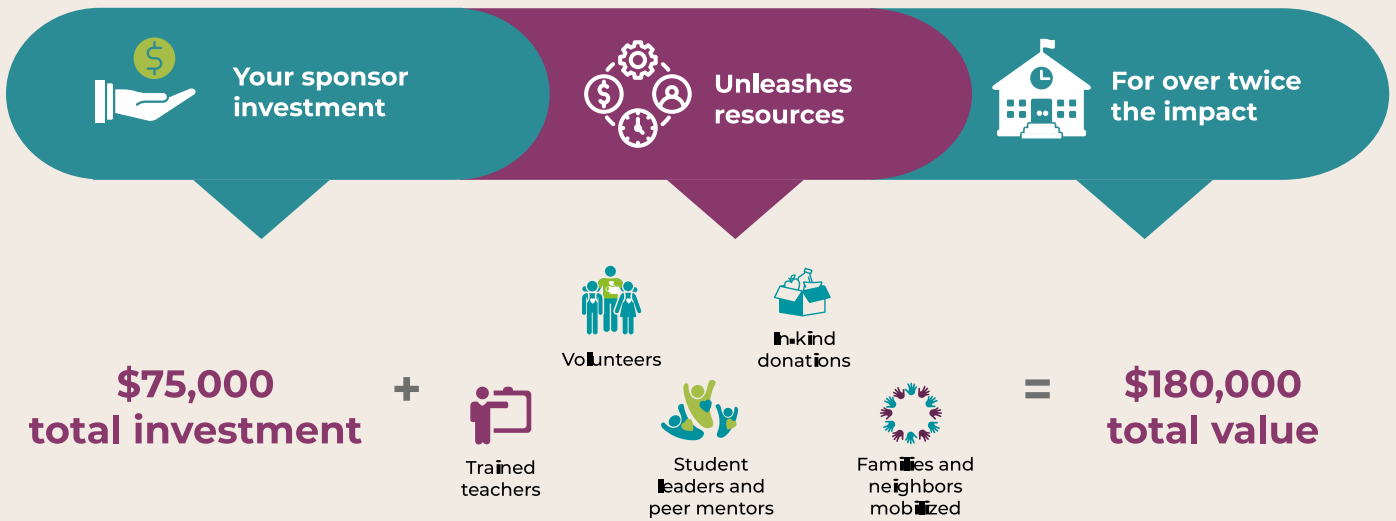 Your sponsor
investment
Unleashes
resources
For over twice
the impact
$75,000
total investment
+
Volunteers
In-kind
donations
Trained
teachers
Student
leaders and
peer mentors
Families and
neighbors
mobilized
=
$180,000
total value